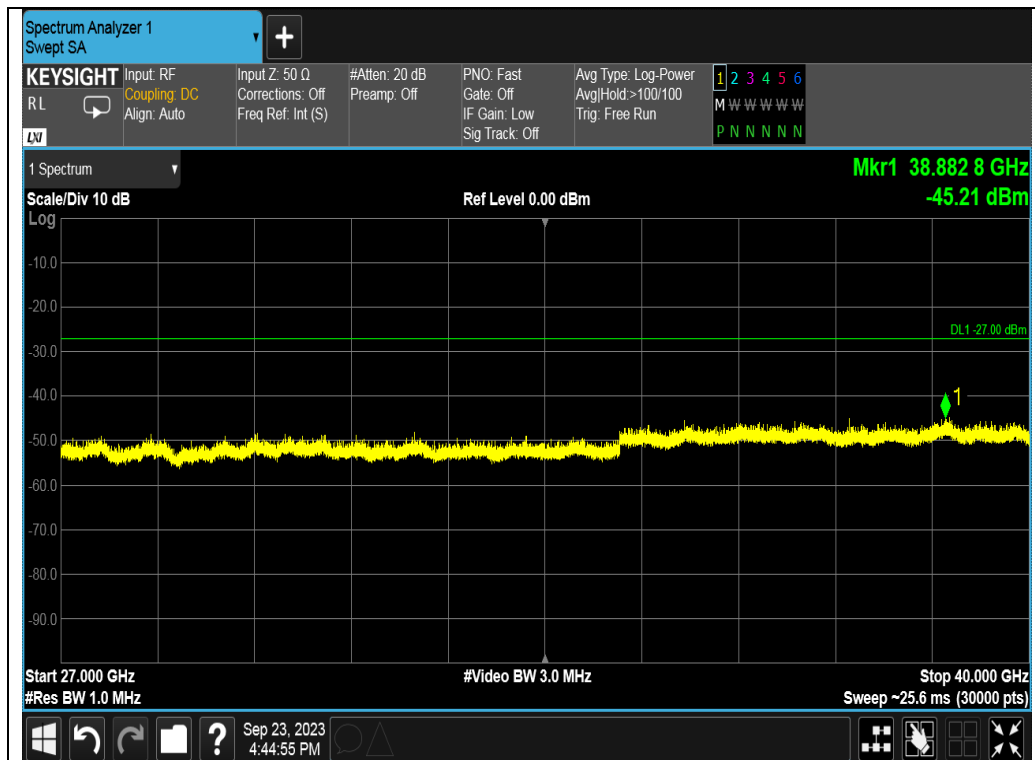 Spectrum Analyzer 1
Swept SA
+
KEYSIGHT
RL
LXI
Input: RF
Coupling: DC
Align: Auto
Input Z: 50 Ω
Corrections: Off
Freq Ref: Int (S)
#Atten: 20 dB
Preamp: Off
PNO: Fast
Gate: Off
IF Gain: Low
Sig Track: Off
Avg Type: Log-Power
Avg|Hold:>100/100
Trig: Free Run
1 2 3 4 5 6
M W W W W W
P N N N N N
1 Spectrum
Mkr1 38.882 8 GHz
-45.21 dBm
Scale/Div 10 dB
Ref Level 0.00 dBm
Log
-10.0
-20.0
DL1 -27.00 dBm
-30.0
-40.0
1
-50.0
-60.0
-70.0
-80.0
-90.0
Start 27.000 GHz
#Video BW 3.0 MHz
Stop 40.000 GHz
#Res BW 1.0 MHz
Sweep ~25.6 ms (30000 pts)
?
Sep 23, 2023
4:44:55 PM